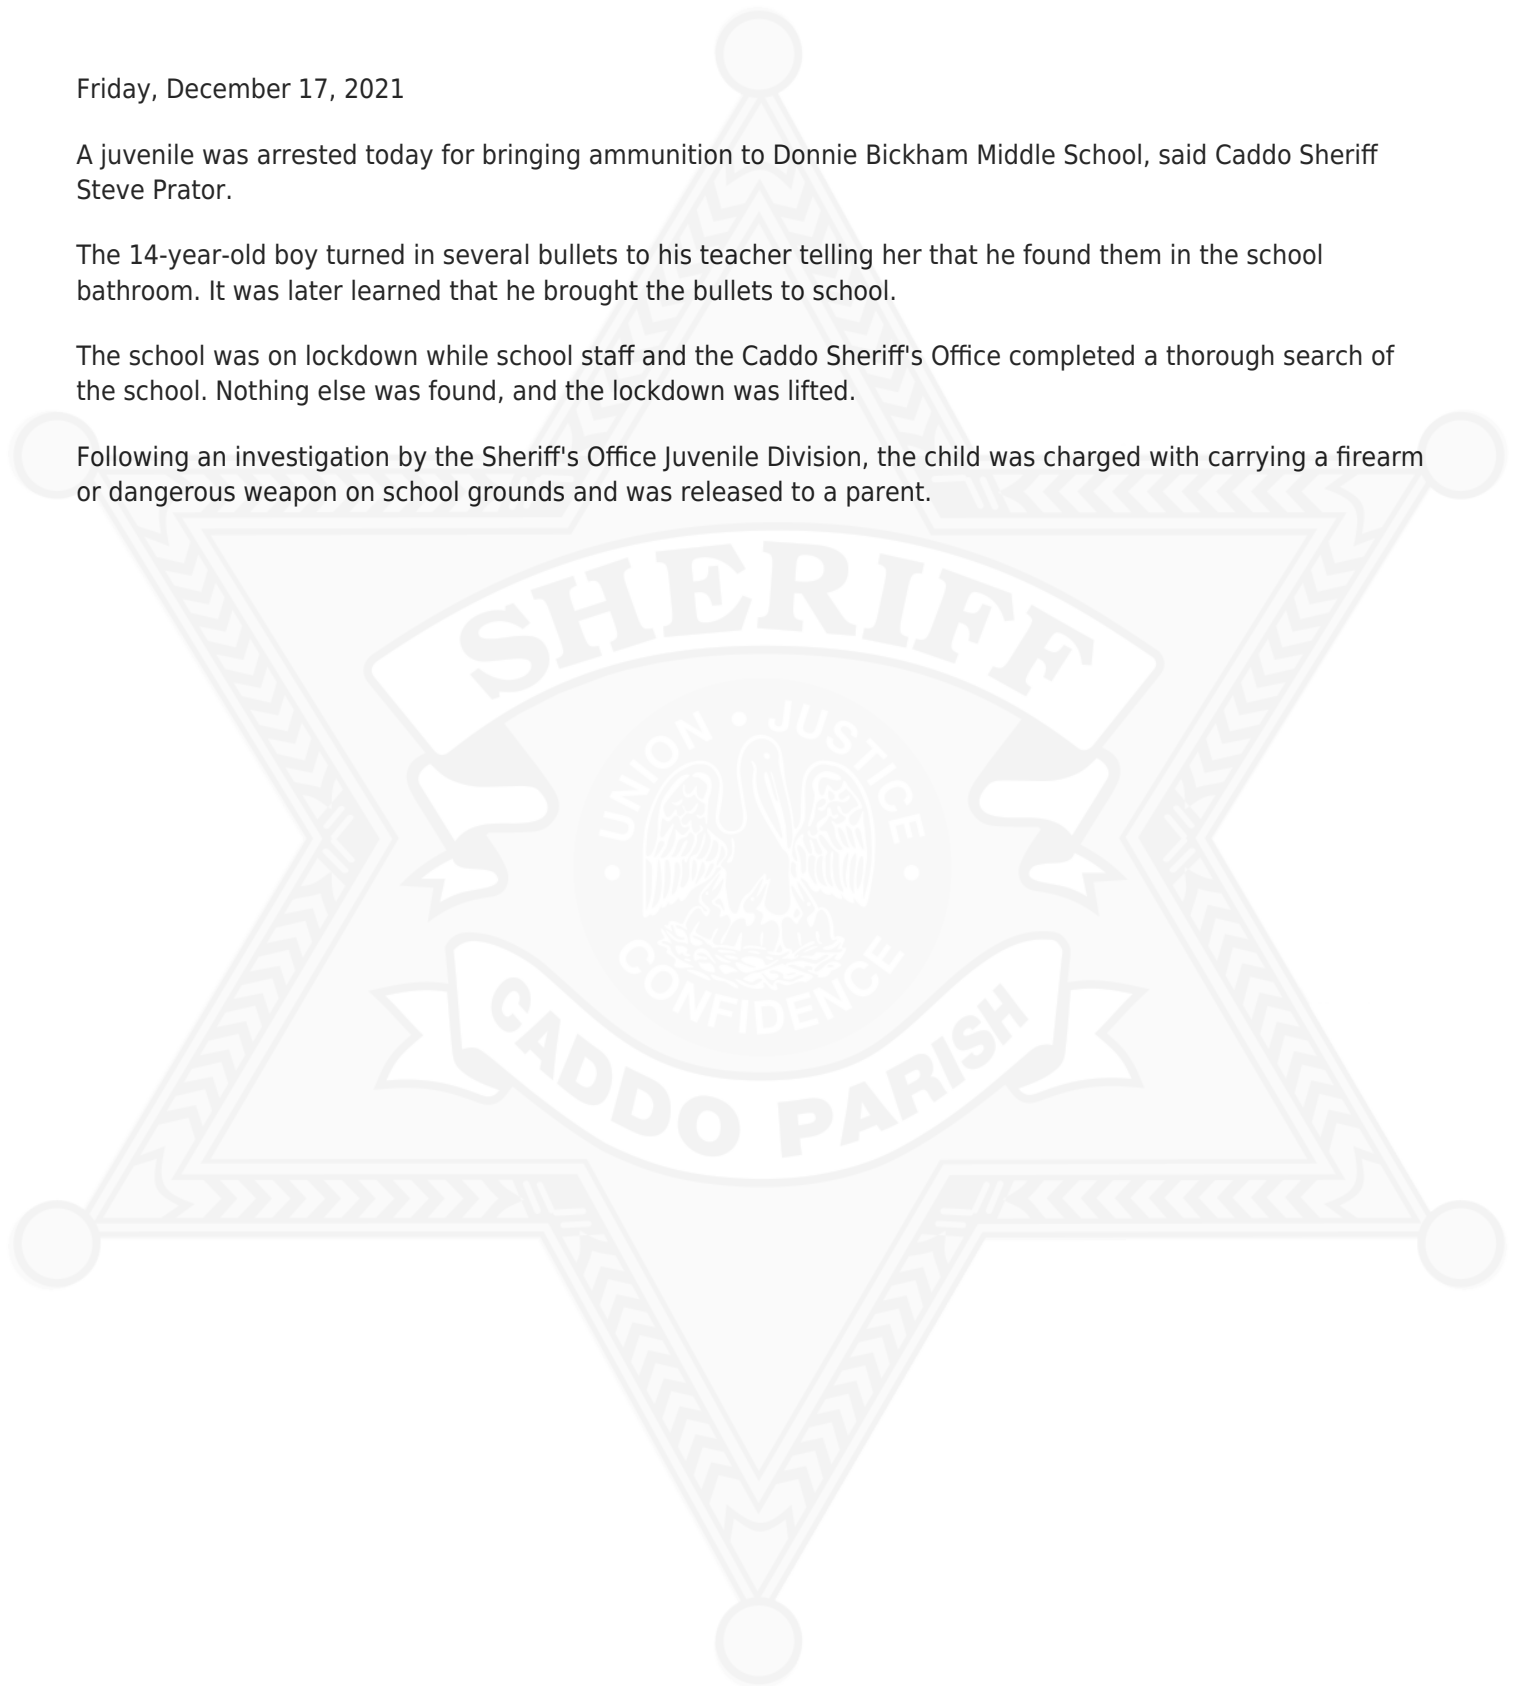 Friday, December 17, 2021
A juvenile was arrested today for bringing ammunition to Donnie Bickham Middle School, said Caddo Sheriff
Steve Prator.
The 14-year-old boy turned in several bullets to his teacher telling her that he found them in the school
bathroom. It was later learned that he brought the bullets to school.
The school was on lockdown while school staff and the Caddo Sheriff's Office completed a thorough search of
the school. Nothing else was found, and the lockdown was lifted.
Following an investigation by the Sheriff's Office Juvenile Division, the child was charged with carrying a firearm
or dangerous weapon on school grounds and was released to a parent.
SHERIFF
UNION • JUSTICE •
• CONFIDENCE
CADDO PARISH